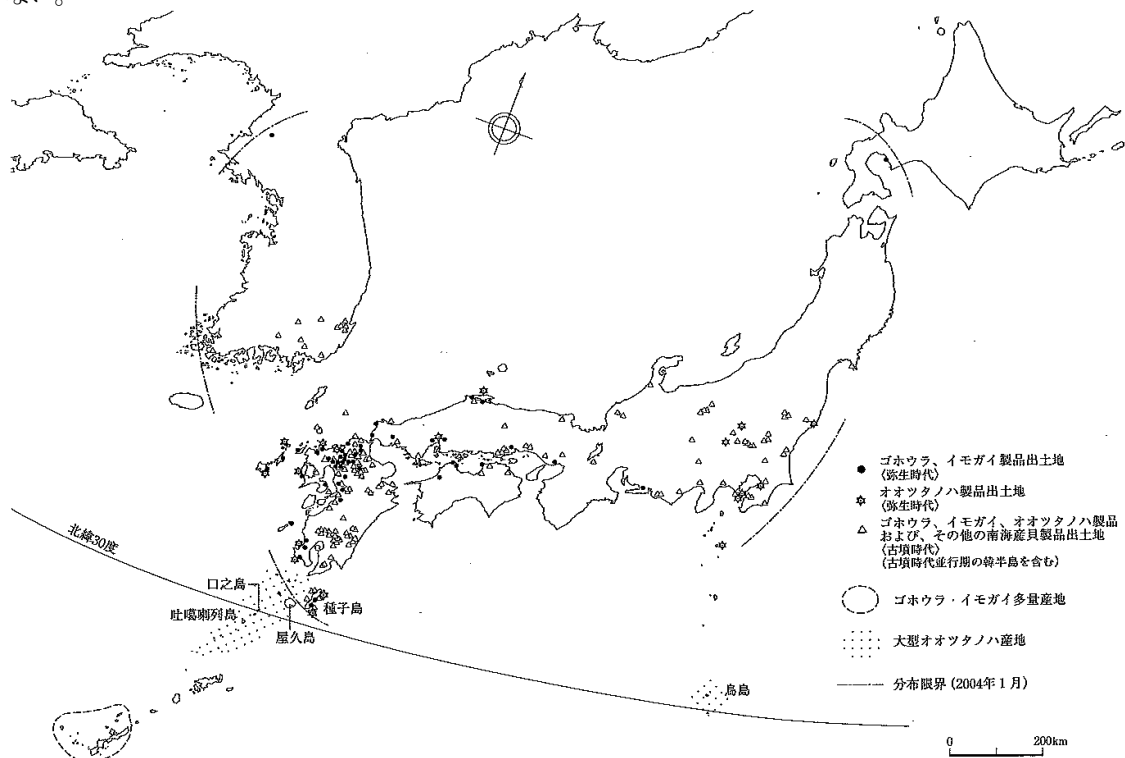 よい。
ゴホウラ、イモガイ製品出土地
(弥生時代)
オオツタノハ製品出土地
(弥生時代)
ゴホウラ、イモガイ、オオツタノハ製品
および、その他の南海産貝製品出土地
(古墳時代)
(古墳時代並行期の韓半島を含む)
ゴホウラ・イモガイ多量産地
大型オオツタノハ産地
分布限界(2004年1月)
北緯30度
口之島
吐噶喇列島
種子島
屋久島
鳥島
0 200km